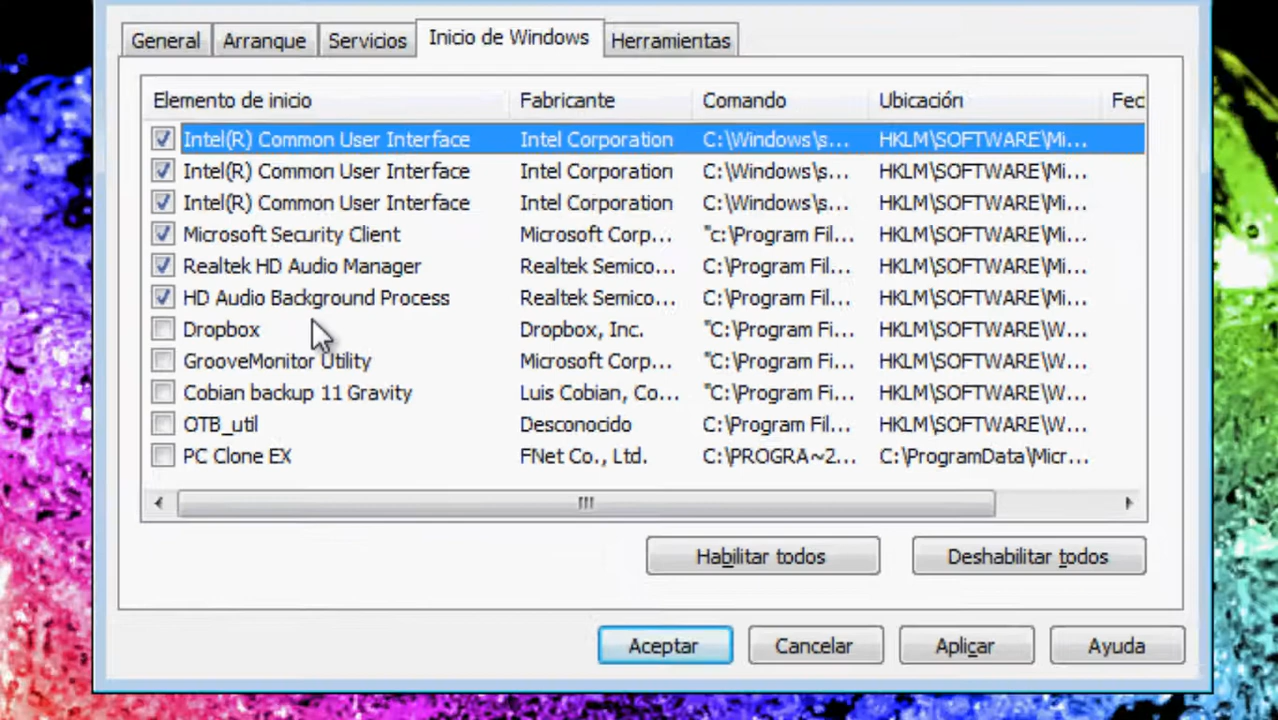 General Arranque Servicios Inicio de Windows Herramientas
Elemento de inicio Fabricante Comando Ubicación Fec
Intel(R) Common User Interface Intel Corporation C:\Windows\s... HKLM\SOFTWARE\Mi...
Intel(R) Common User Interface Intel Corporation C:\Windows\s... HKLM\SOFTWARE\Mi...
Intel(R) Common User Interface Intel Corporation C:\Windows\s... HKLM\SOFTWARE\Mi...
Microsoft Security Client Microsoft Corp... "c:\Program Fil... HKLM\SOFTWARE\Mi...
Realtek HD Audio Manager Realtek Semico... C:\Program Fil... HKLM\SOFTWARE\Mi...
HD Audio Background Process Realtek Semico... C:\Program Fil... HKLM\SOFTWARE\Mi...
Dropbox Dropbox, Inc. "C:\Program Fi... HKLM\SOFTWARE\W...
GrooveMonitor Utility Microsoft Corp... "C:\Program Fi... HKLM\SOFTWARE\W...
Cobian backup 11 Gravity Luis Cobian, Co... "C:\Program Fi... HKLM\SOFTWARE\W...
OTB_util Desconocido C:\Program Fil... HKLM\SOFTWARE\W...
PC Clone EX FNet Co., Ltd. C:\PROGRA~2... C:\ProgramData\Micr...
Habilitar todos Deshabilitar todos
Aceptar Cancelar Aplicar Ayuda